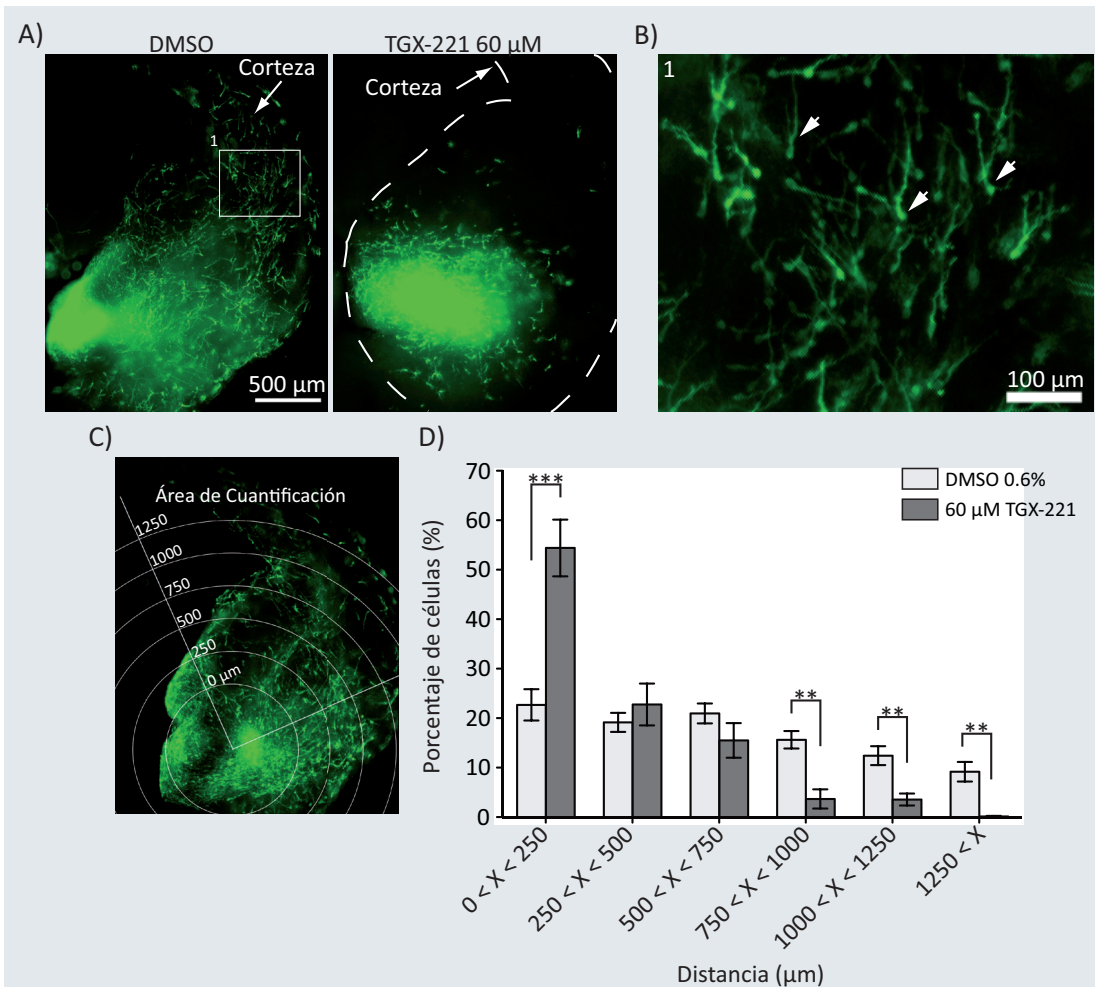 A)
DMSO
TGX-221 60 µM
B)
Corteza
Corteza
1
500 µm
1
100 µm
C)
Área de Cuantificación
1250
1000
750
500
250
0 µm
D)
DMSO 0.6%
60 µM TGX-221
***
**
**
**
Porcentaje de células (%)
70
60
50
40
30
20
10
0
0 < X < 250
250 < X < 500
500 < X < 750
750 < X < 1000
1000 < X < 1250
1250 < X
Distancia (µm)